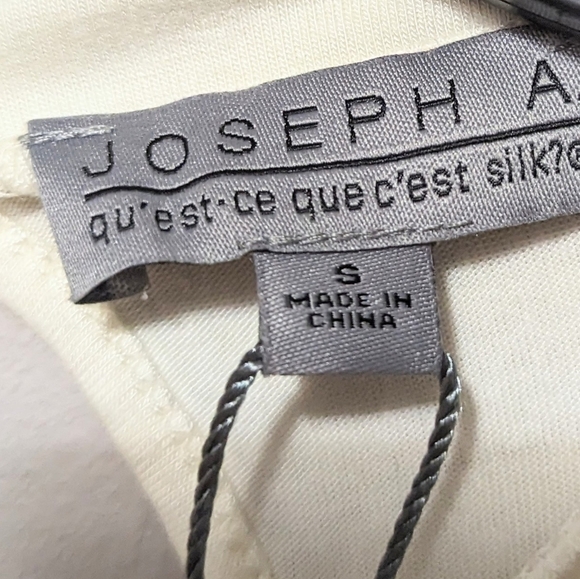 JOSEPH A.
qu'est-ce que c'est silk?®
S
MADE IN
CHINA